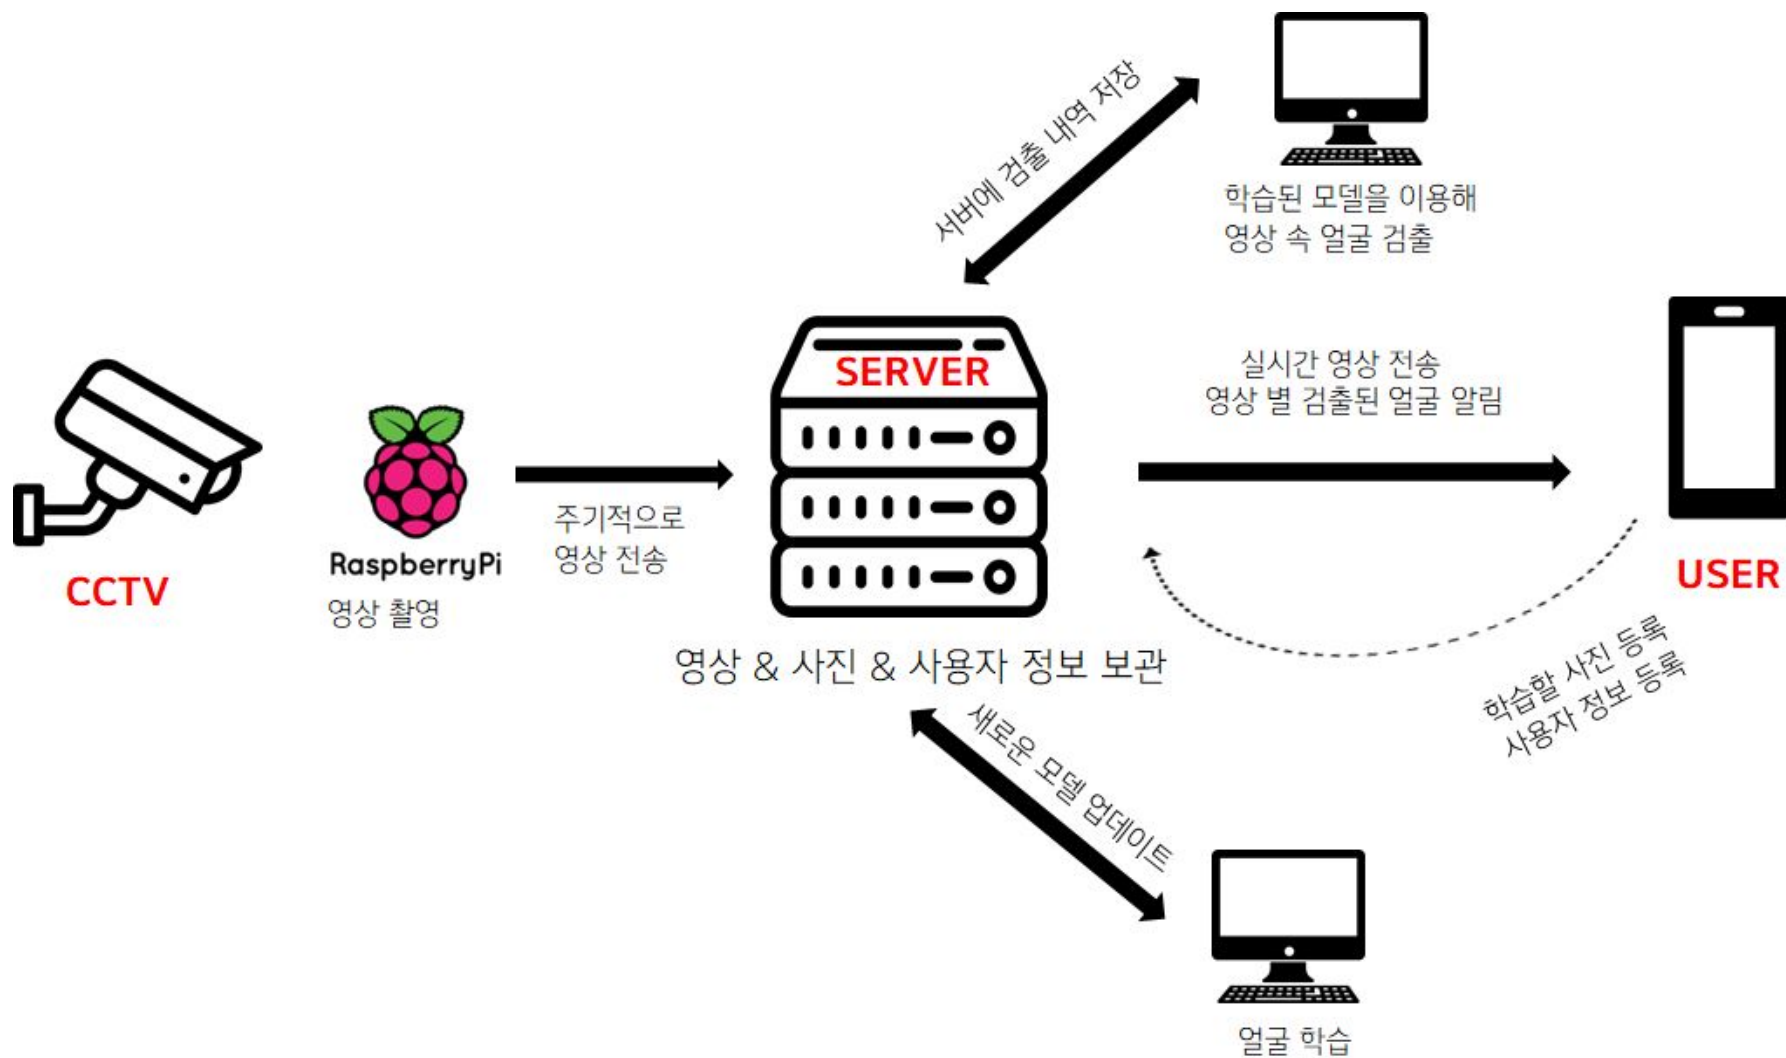 서버에 검출 내역 저장
학습된 모델을 이용해
영상 속 얼굴 검출
SERVER
실시간 영상 전송
영상 별 검출된 얼굴 알림
주기적으로
영상 전송
RaspberryPi
영상 촬영
CCTV
USER
영상 & 사진 & 사용자 정보 보관
학습할 사진 등록
사용자 정보 등록
새로운 모델 업데이트
얼굴 학습